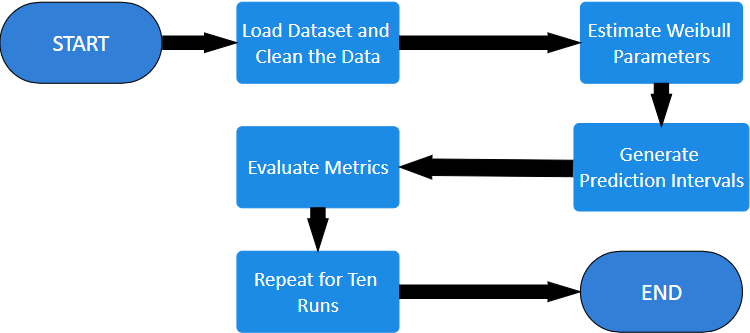 START
Load Dataset and
Clean the Data
Estimate Weibull
Parameters
Generate
Prediction Intervals
Evaluate Metrics
Repeat for Ten
Runs
END